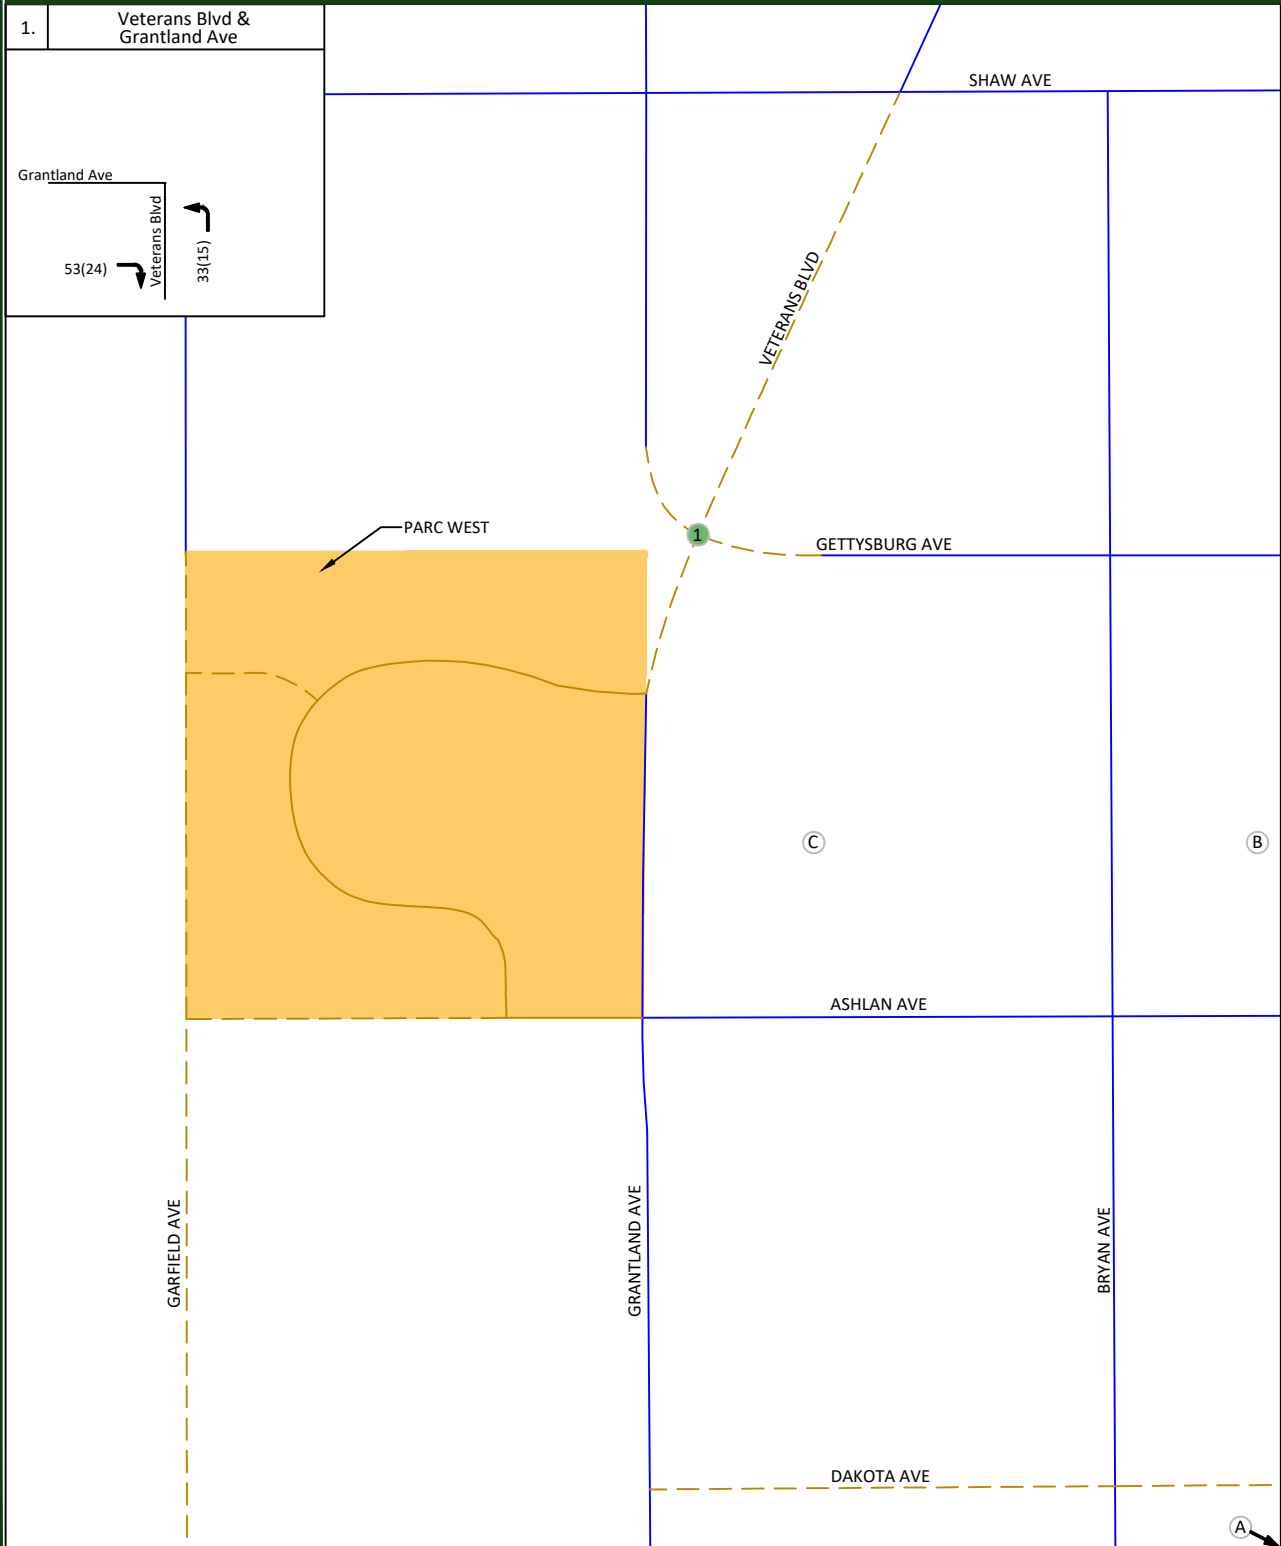 1.
Veterans Blvd &
Grantland Ave
SHAW AVE
Grantland Ave
Veterans Blvd
33(15)
53(24)
VETERANS BLVD
PARC WEST
1
GETTYSBURG AVE
C
B
ASHLAN AVE
GARFIELD AVE
GRANTLAND AVE
BRYAN AVE
DAKOTA AVE
A